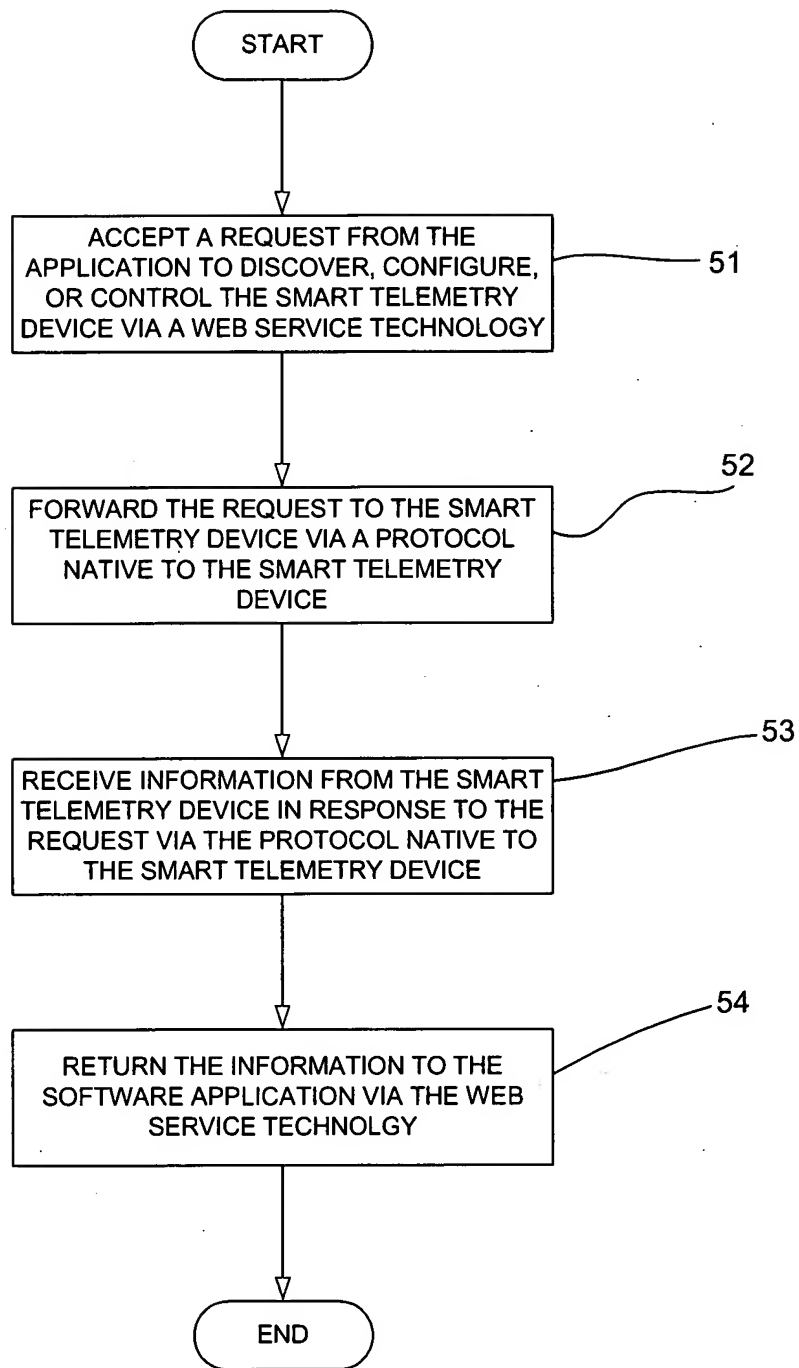 START
ACCEPT A REQUEST FROM THE
APPLICATION TO DISCOVER, CONFIGURE,
OR CONTROL THE SMART TELEMETRY
DEVICE VIA A WEB SERVICE TECHNOLOGY
51
FORWARD THE REQUEST TO THE SMART
TELEMETRY DEVICE VIA A PROTOCOL
NATIVE TO THE SMART TELEMETRY
DEVICE
52
RECEIVE INFORMATION FROM THE SMART
TELEMETRY DEVICE IN RESPONSE TO THE
REQUEST VIA THE PROTOCOL NATIVE TO
THE SMART TELEMETRY DEVICE
53
RETURN THE INFORMATION TO THE
SOFTWARE APPLICATION VIA THE WEB
SERVICE TECHNOLGY
54
END